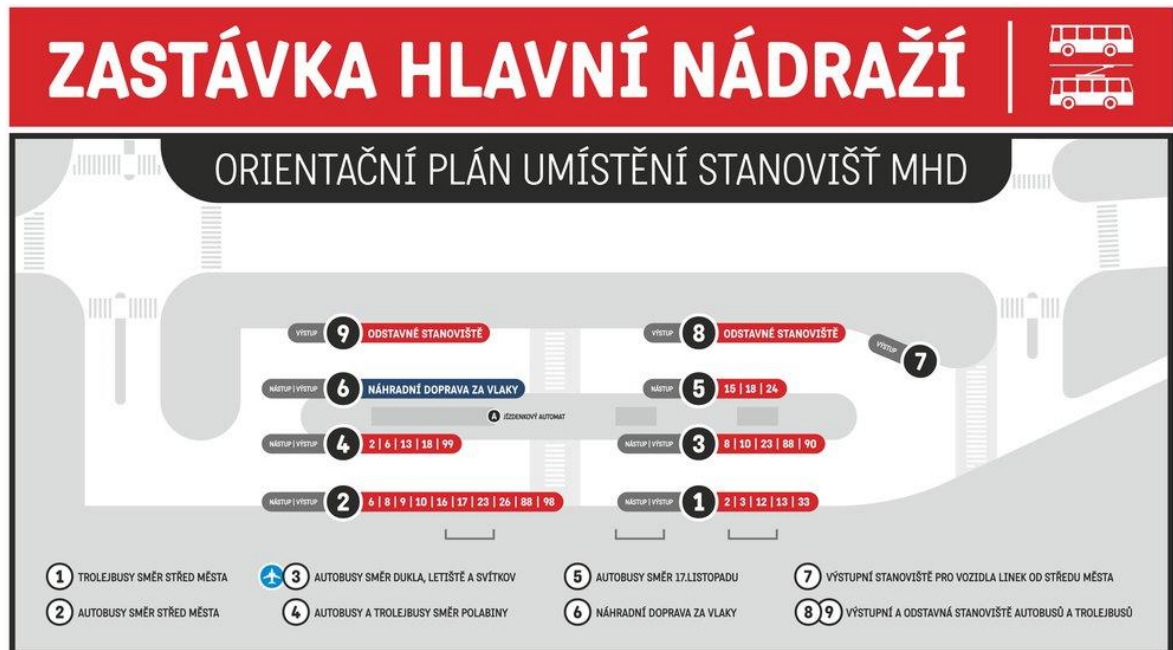 ZASTÁVKA HLAVNÍ NÁDRAŽÍ
ORIENTAČNÍ PLÁN UMÍSTĚNÍ STANOVIŠŤ MHD
VÝSTUP 9 ODSTAVNÉ STANOVIŠTĚ
VÝSTUP 8 ODSTAVNÉ STANOVIŠTĚ
VÝSTUP 7
NÁSTUP | VÝSTUP 6 NÁHRADNÍ DOPRAVA ZA VLAKY
NÁSTUP 5 15 | 18 | 24
A JÍZDENKOVÝ AUTOMAT
NÁSTUP | VÝSTUP 4 2 | 6 | 13 | 18 | 99
NÁSTUP | VÝSTUP 3 8 | 10 | 23 | 88 | 90
NÁSTUP | VÝSTUP 2 6 | 8 | 9 | 10 | 16 | 17 | 23 | 26 | 88 | 98
NÁSTUP | VÝSTUP 1 2 | 3 | 12 | 13 | 33
1 TROLEJBUSY SMĚR STŘED MĚSTA
2 AUTOBUSY SMĚR STŘED MĚSTA
3 AUTOBUSY SMĚR DUKLA, LETIŠTĚ A SVÍTKOV
4 AUTOBUSY A TROLEJBUSY SMĚR POLABINY
5 AUTOBUSY SMĚR 17.LISTOPADU
6 NÁHRADNÍ DOPRAVA ZA VLAKY
7 VÝSTUPNÍ STANOVIŠTĚ PRO VOZIDLA LINEK OD STŘEDU MĚSTA
8 9 VÝSTUPNÍ A ODSTAVNÁ STANOVIŠTĚ AUTOBUSŮ A TROLEJBUSŮ